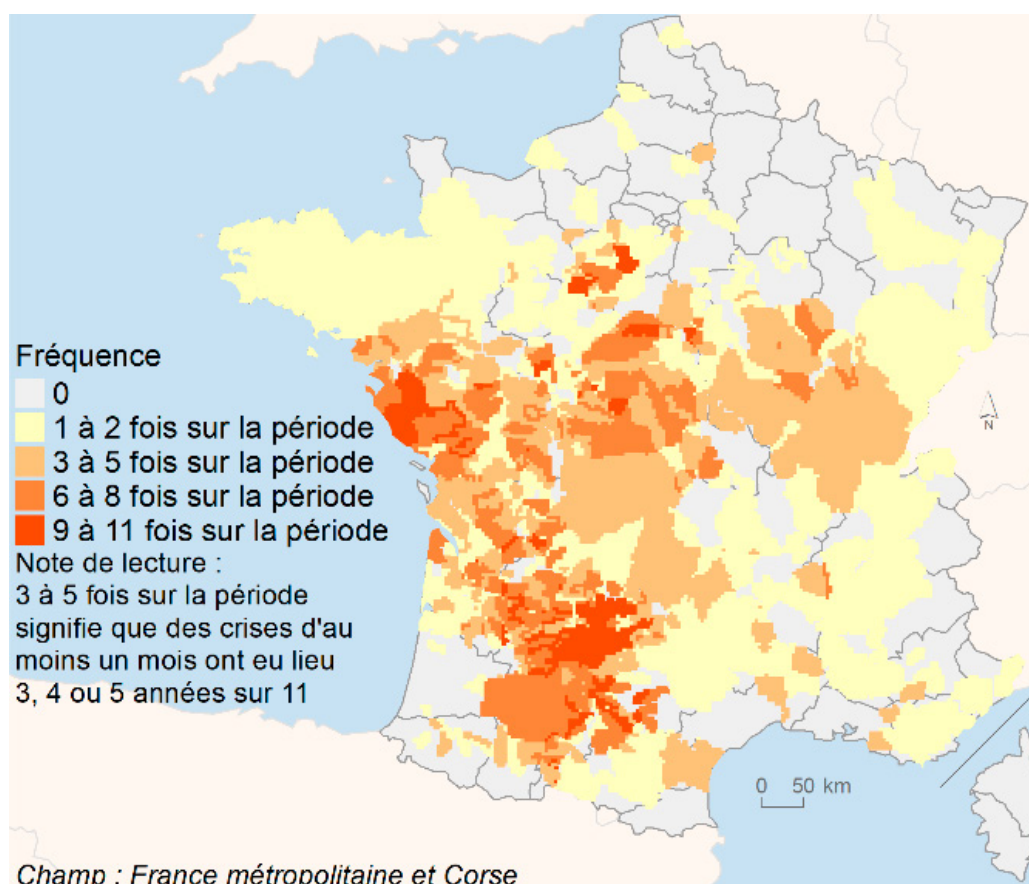 Fréquence
0
1 à 2 fois sur la période
3 à 5 fois sur la période
6 à 8 fois sur la période
9 à 11 fois sur la période
Note de lecture :
3 à 5 fois sur la période
signifie que des crises d'au
moins un mois ont eu lieu
3, 4 ou 5 années sur 11
N
0 50 km
Champ : France métropolitaine et Corse